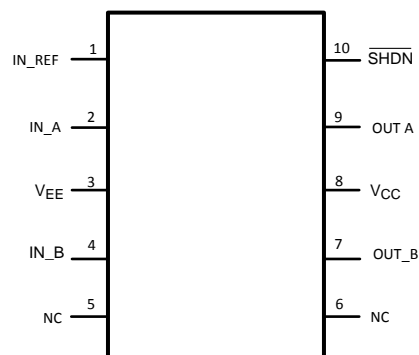 IN_REF 1
10 SHDN
IN_A 2
9 OUT A
VEE 3
8 VCC
IN_B 4
7 OUT_B
NC 5
6 NC